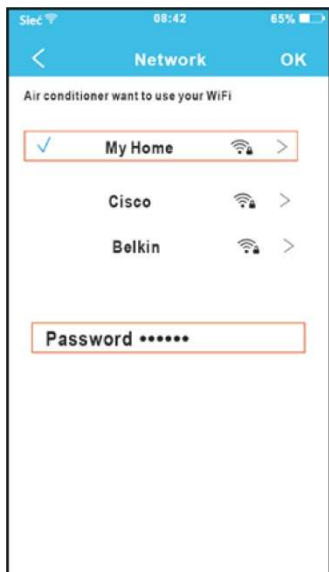 Sieć 08:42 65%
< Network OK
Air conditioner want to use your WiFi
✓ My Home >
Cisco >
Belkin >
Password ••••••